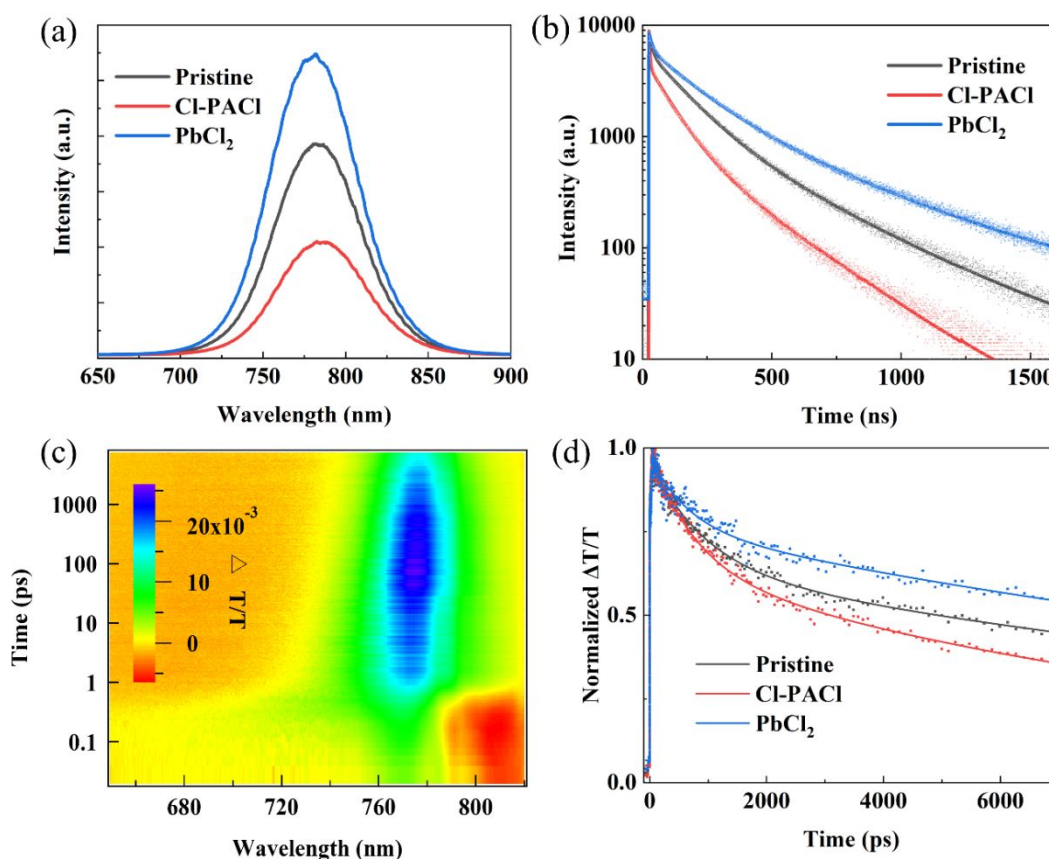 (a)
Pristine
Cl-PACl
PbCl₂
Intensity (a.u.)
650 700 750 800 850 900
Wavelength (nm)
(b)
Pristine
Cl-PACl
PbCl₂
Intensity (a.u.)
10000
1000
100
10
0 500 1000 1500
Time (ns)
(c)
Time (ps)
1000
100
10
1
0.1
20x10⁻³
10
0
△ T/T
680 720 760 800
Wavelength (nm)
(d)
Normalized ΔT/T
1.0
0.5
0.0
Pristine
Cl-PACl
PbCl₂
0 2000 4000 6000
Time (ps)